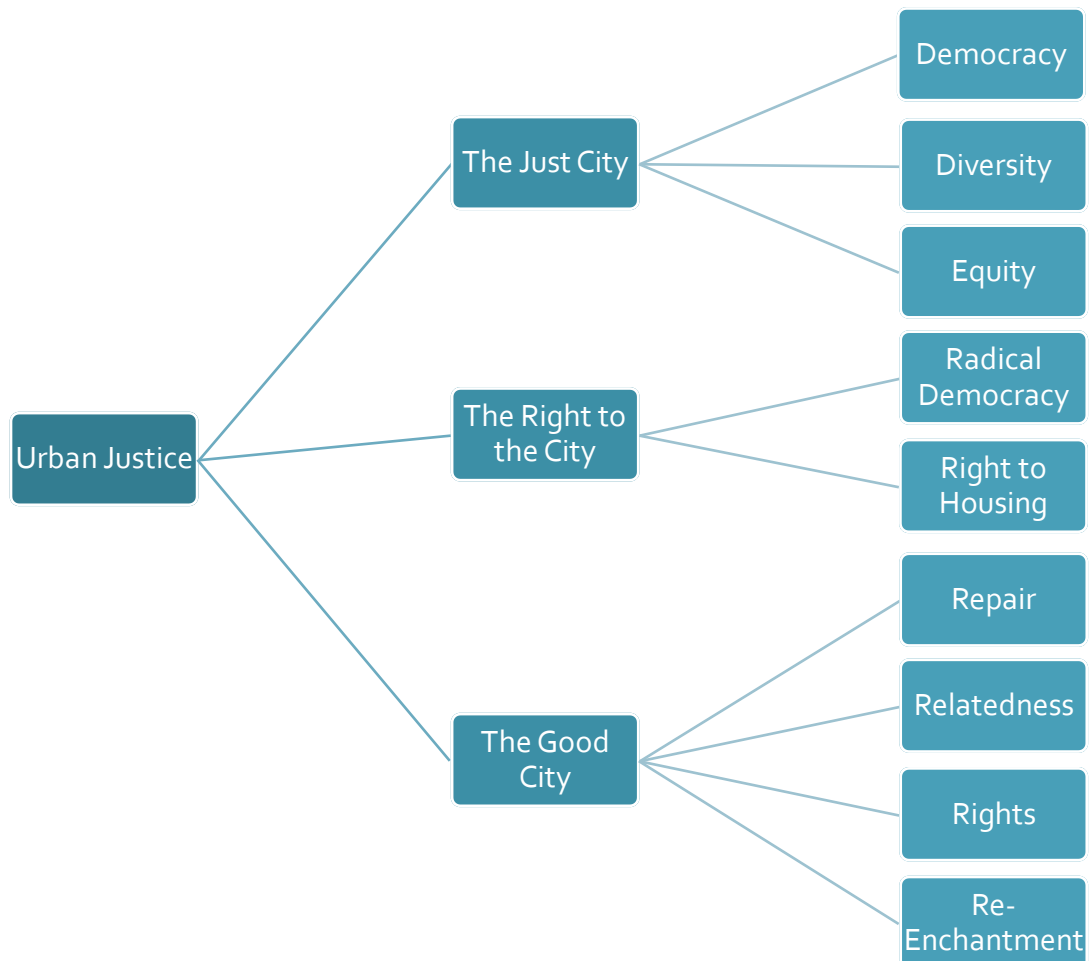 Urban Justice
The Just City
Democracy
Diversity
Equity
The Right to
the City
Radical
Democracy
Right to
Housing
The Good
City
Repair
Relatedness
Rights
Re-
Enchantment